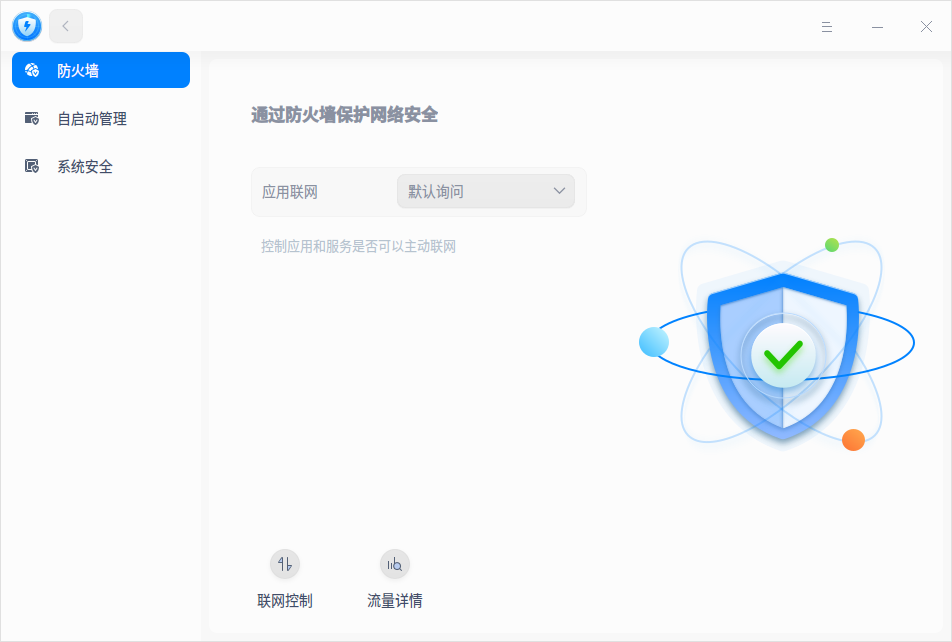 防火墙
自启动管理
系统安全
通过防火墙保护网络安全
应用联网
默认询问
控制应用和服务是否可以主动联网
联网控制
流量详情